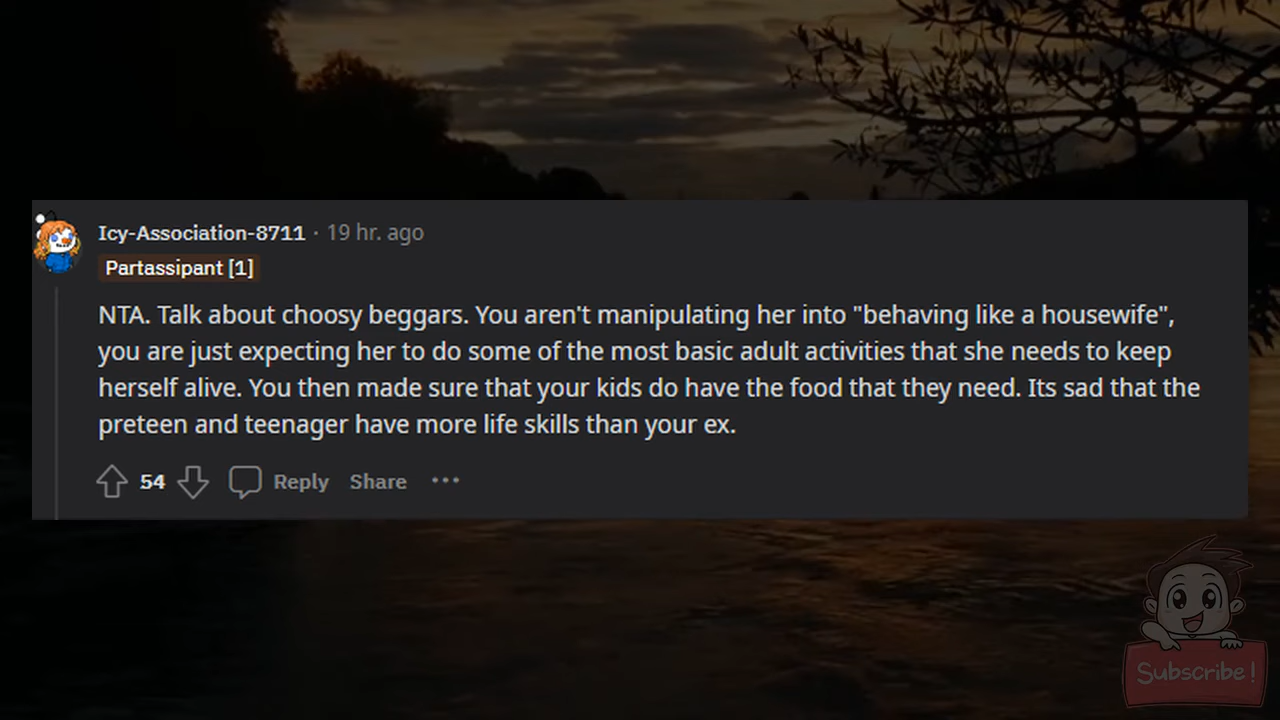 Icy-Association-8711 · 19 hr. ago
Partassipant [1]
NTA. Talk about choosy beggars. You aren't manipulating her into "behaving like a housewife",
you are just expecting her to do some of the most basic adult activities that she needs to keep
herself alive. You then made sure that your kids do have the food that they need. Its sad that the
preteen and teenager have more life skills than your ex.
54 Reply Share ···
Subscribe!